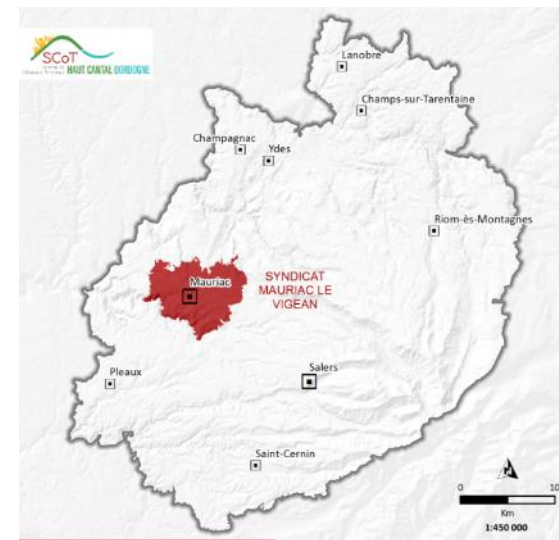 SCoT
HAUT CANTAL DORDOGNE
Lanobre
Champs-sur-Tarentaine
Champagnac
Ydes
Riom-ès-Montagnes
Mauriac
SYNDICAT
MAURIAC LE
VIGEAN
Pleaux
Salers
Saint-Cernin
0
10
Km
1:450 000